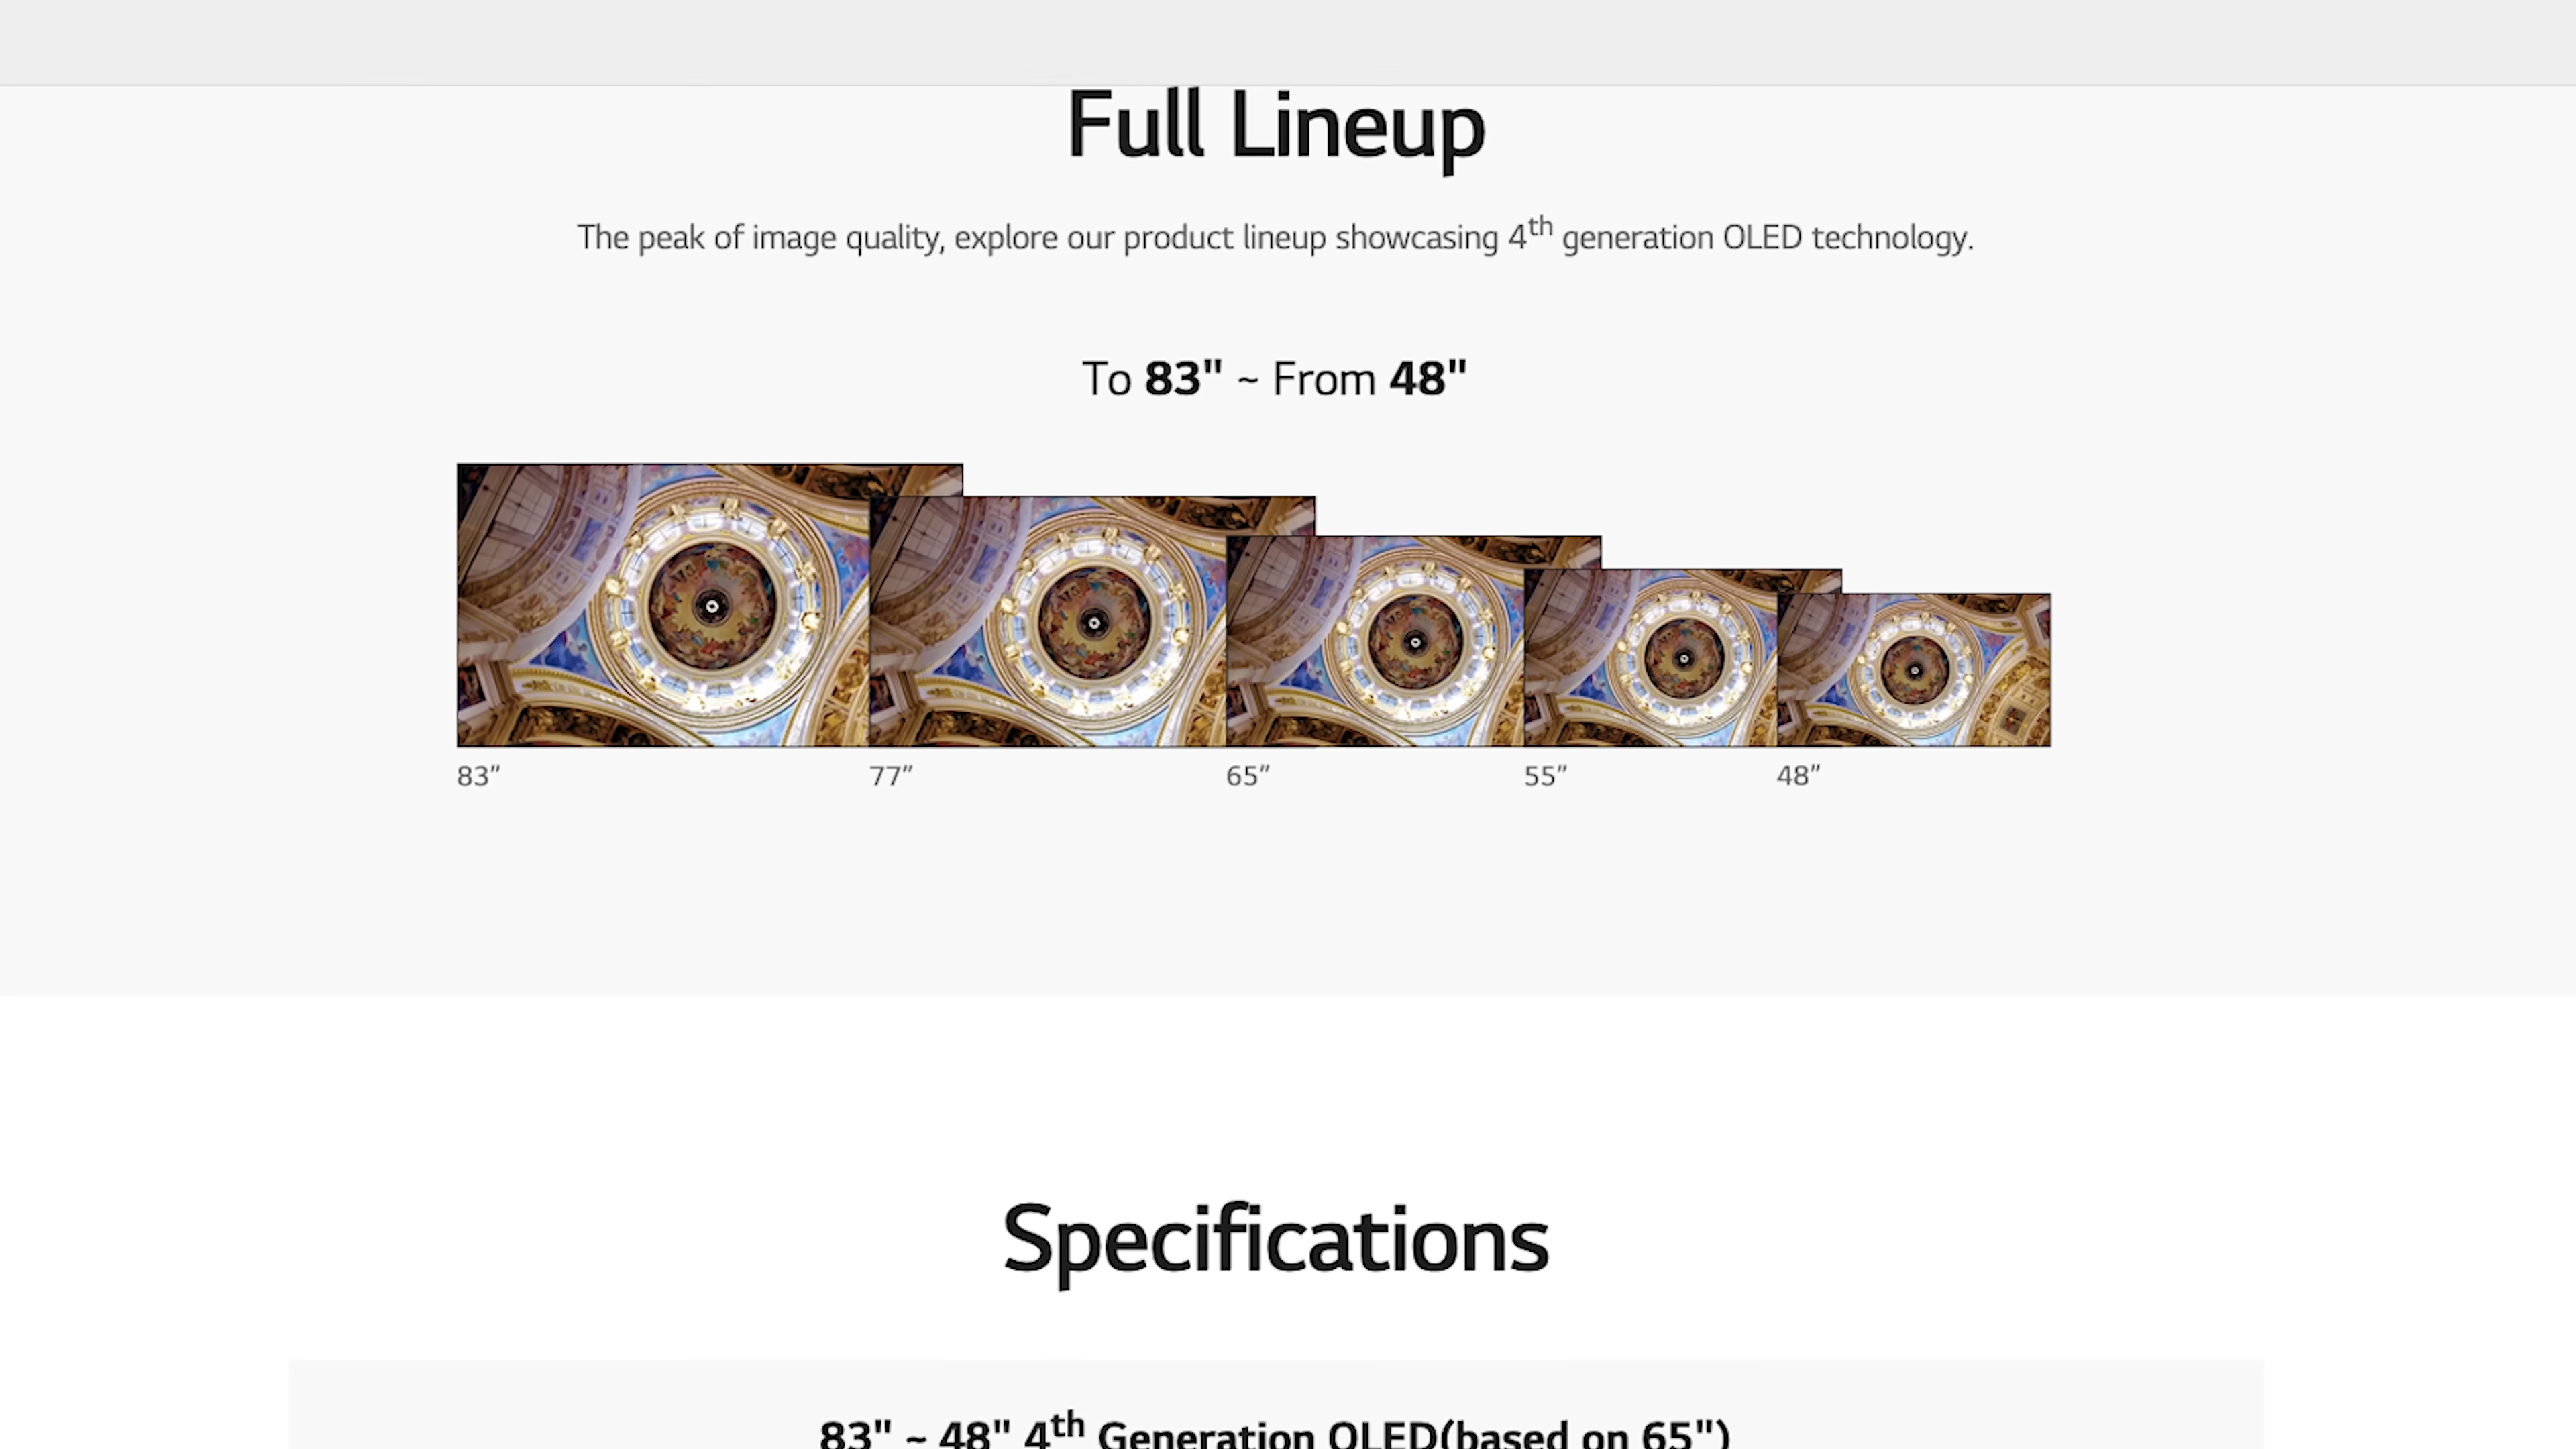 Full Lineup
The peak of image quality, explore our product lineup showcasing 4th generation OLED technology.
To 83" ~ From 48"
83” 77” 65” 55” 48”
Specifications
83" ~ 48" 4th Generation OLED(based on 65")